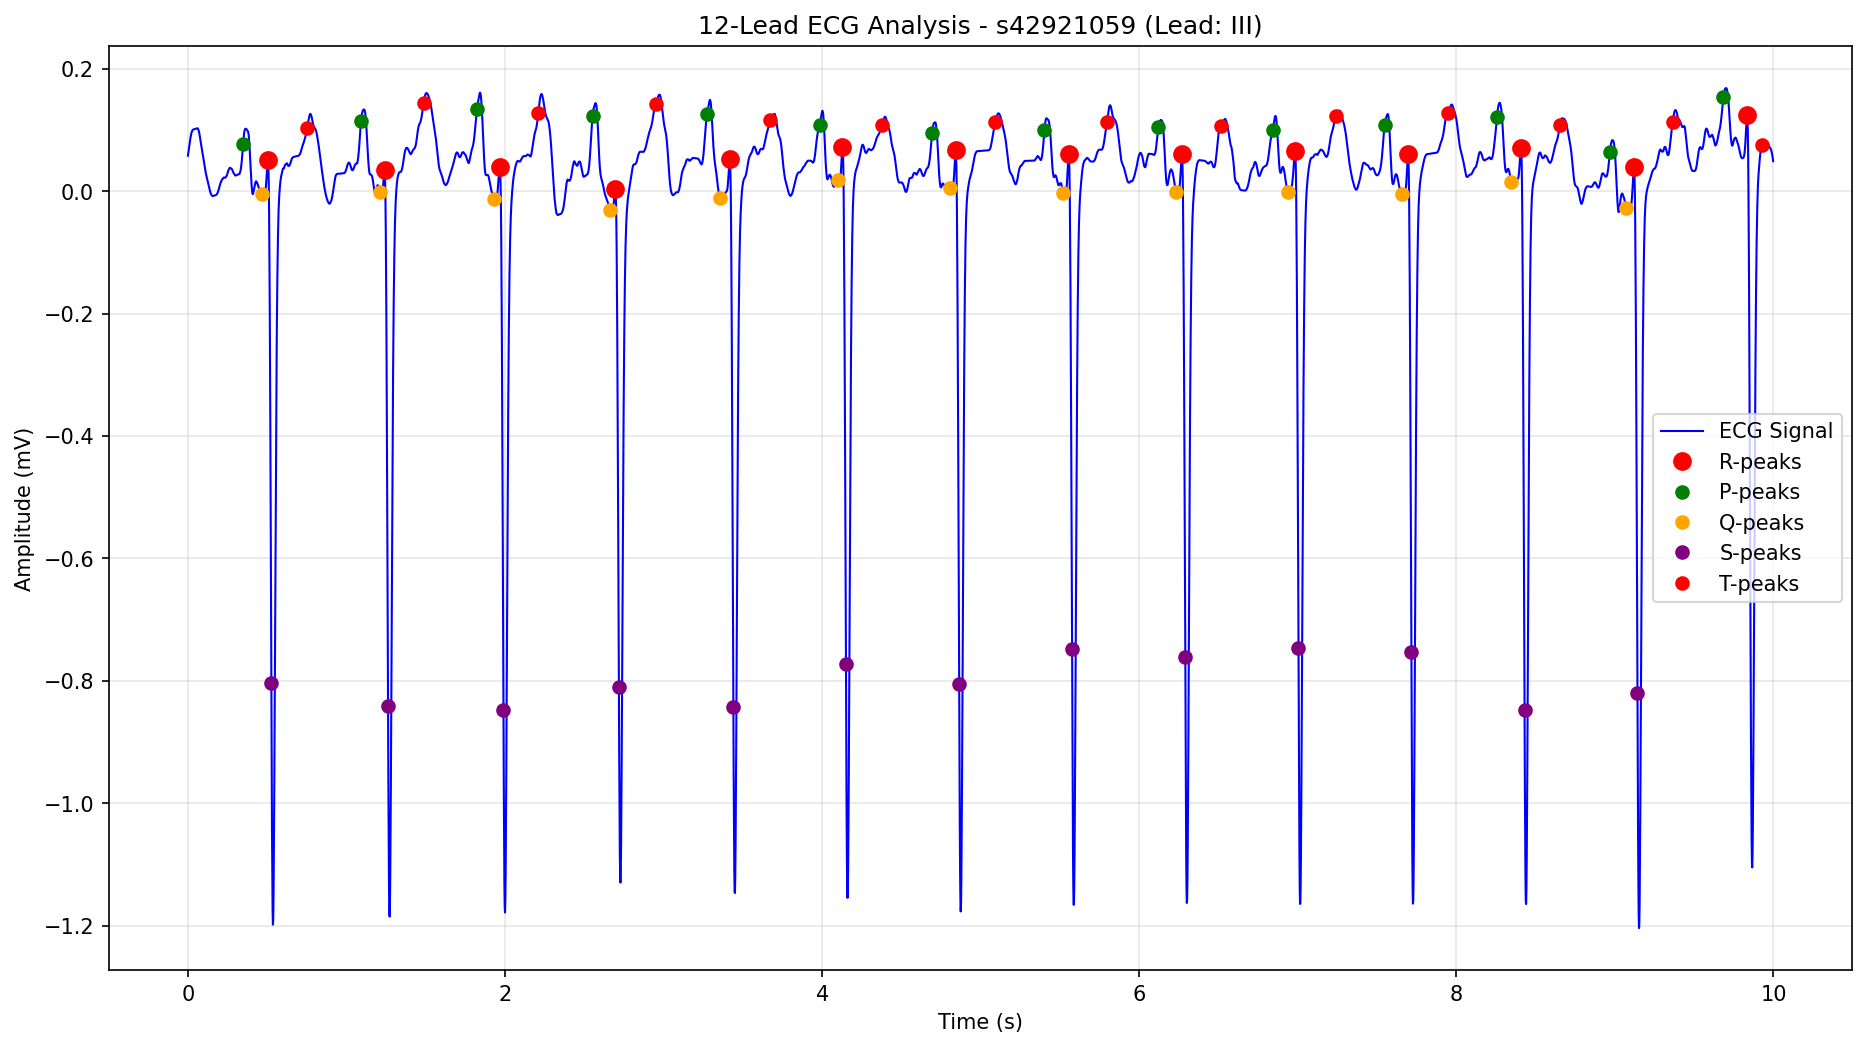 12-Lead ECG Analysis - s42921059 (Lead: III)
Amplitude (mV)
0.2
0.0
−0.2
−0.4
−0.6
−0.8
−1.0
−1.2
ECG Signal
R-peaks
P-peaks
Q-peaks
S-peaks
T-peaks
0 2 4 6 8 10
Time (s)